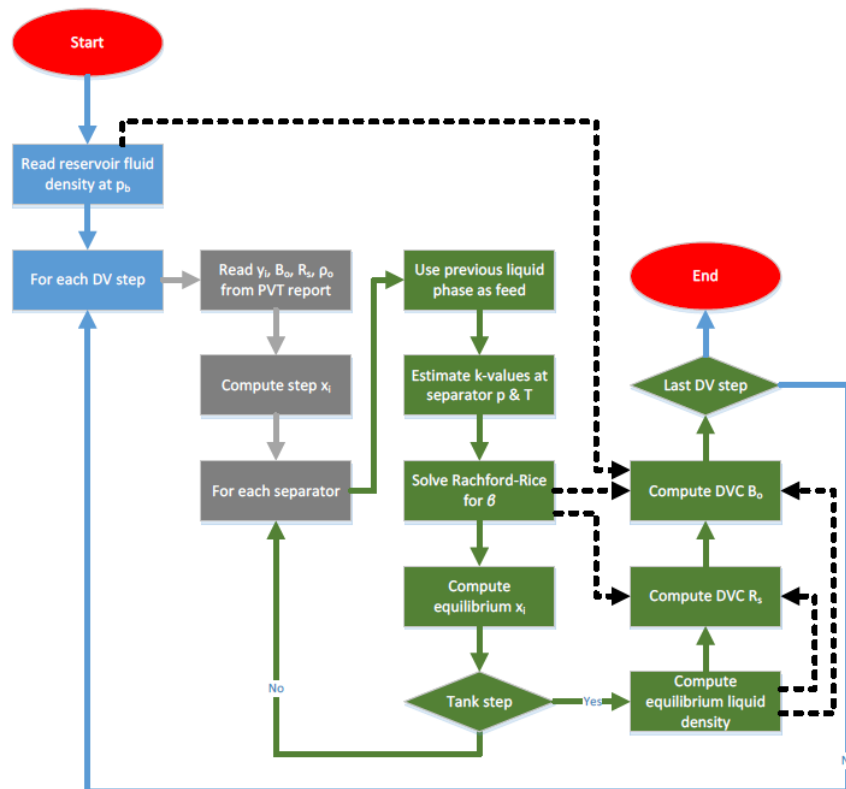 Start
Read reservoir fluid
density at pb
For each DV step
Read yi, Bo, Rs, ρo
from PVT report
Compute step xi
For each separator
Use previous liquid
phase as feed
Estimate k-values at
separator p & T
Solve Rachford-Rice
for β
Compute
equilibrium xi
Tank step
No
Yes
Compute
equilibrium liquid
density
Compute DVC Rs
Compute DVC Bo
Last DV step
End